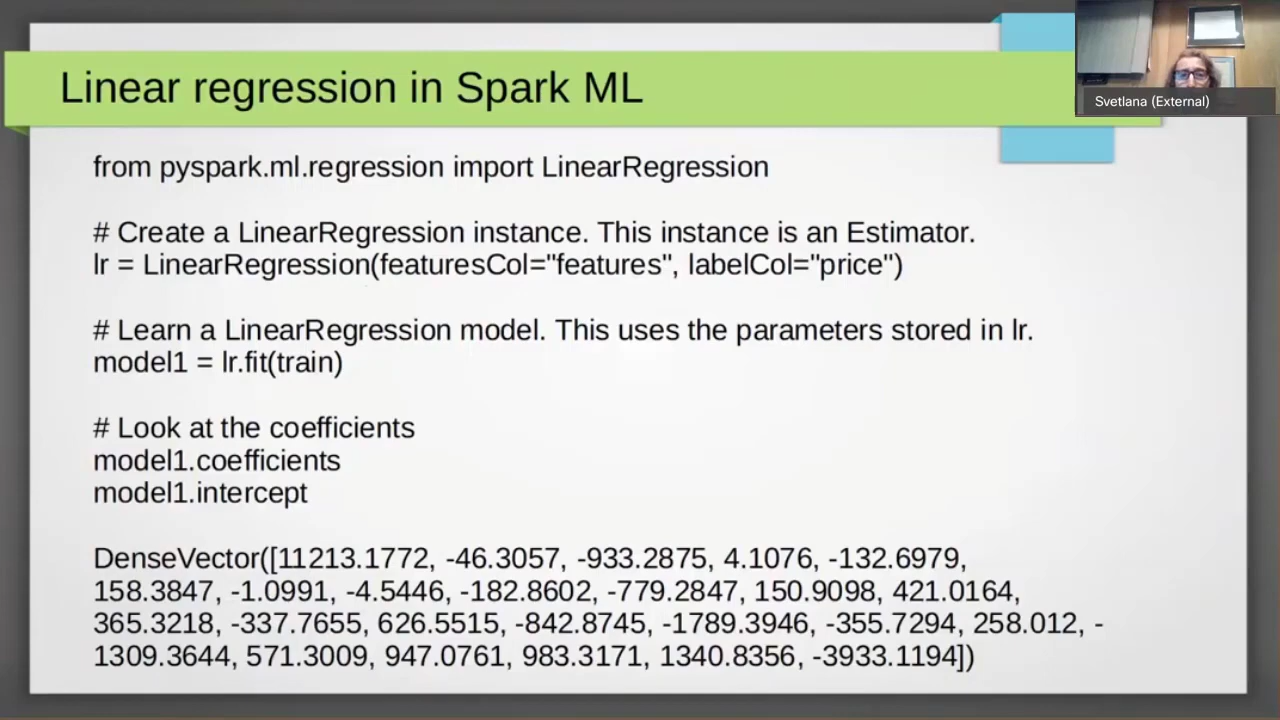 Linear regression in Spark ML
Svetlana (External)
from pyspark.ml.regression import LinearRegression
# Create a LinearRegression instance. This instance is an Estimator.
lr = LinearRegression(featuresCol="features", labelCol="price")
# Learn a LinearRegression model. This uses the parameters stored in lr.
model1 = lr.fit(train)
# Look at the coefficients
model1.coefficients
model1.intercept
DenseVector([11213.1772, -46.3057, -933.2875, 4.1076, -132.6979,
158.3847, -1.0991, -4.5446, -182.8602, -779.2847, 150.9098, 421.0164,
365.3218, -337.7655, 626.5515, -842.8745, -1789.3946, -355.7294, 258.012, -
1309.3644, 571.3009, 947.0761, 983.3171, 1340.8356, -3933.1194])